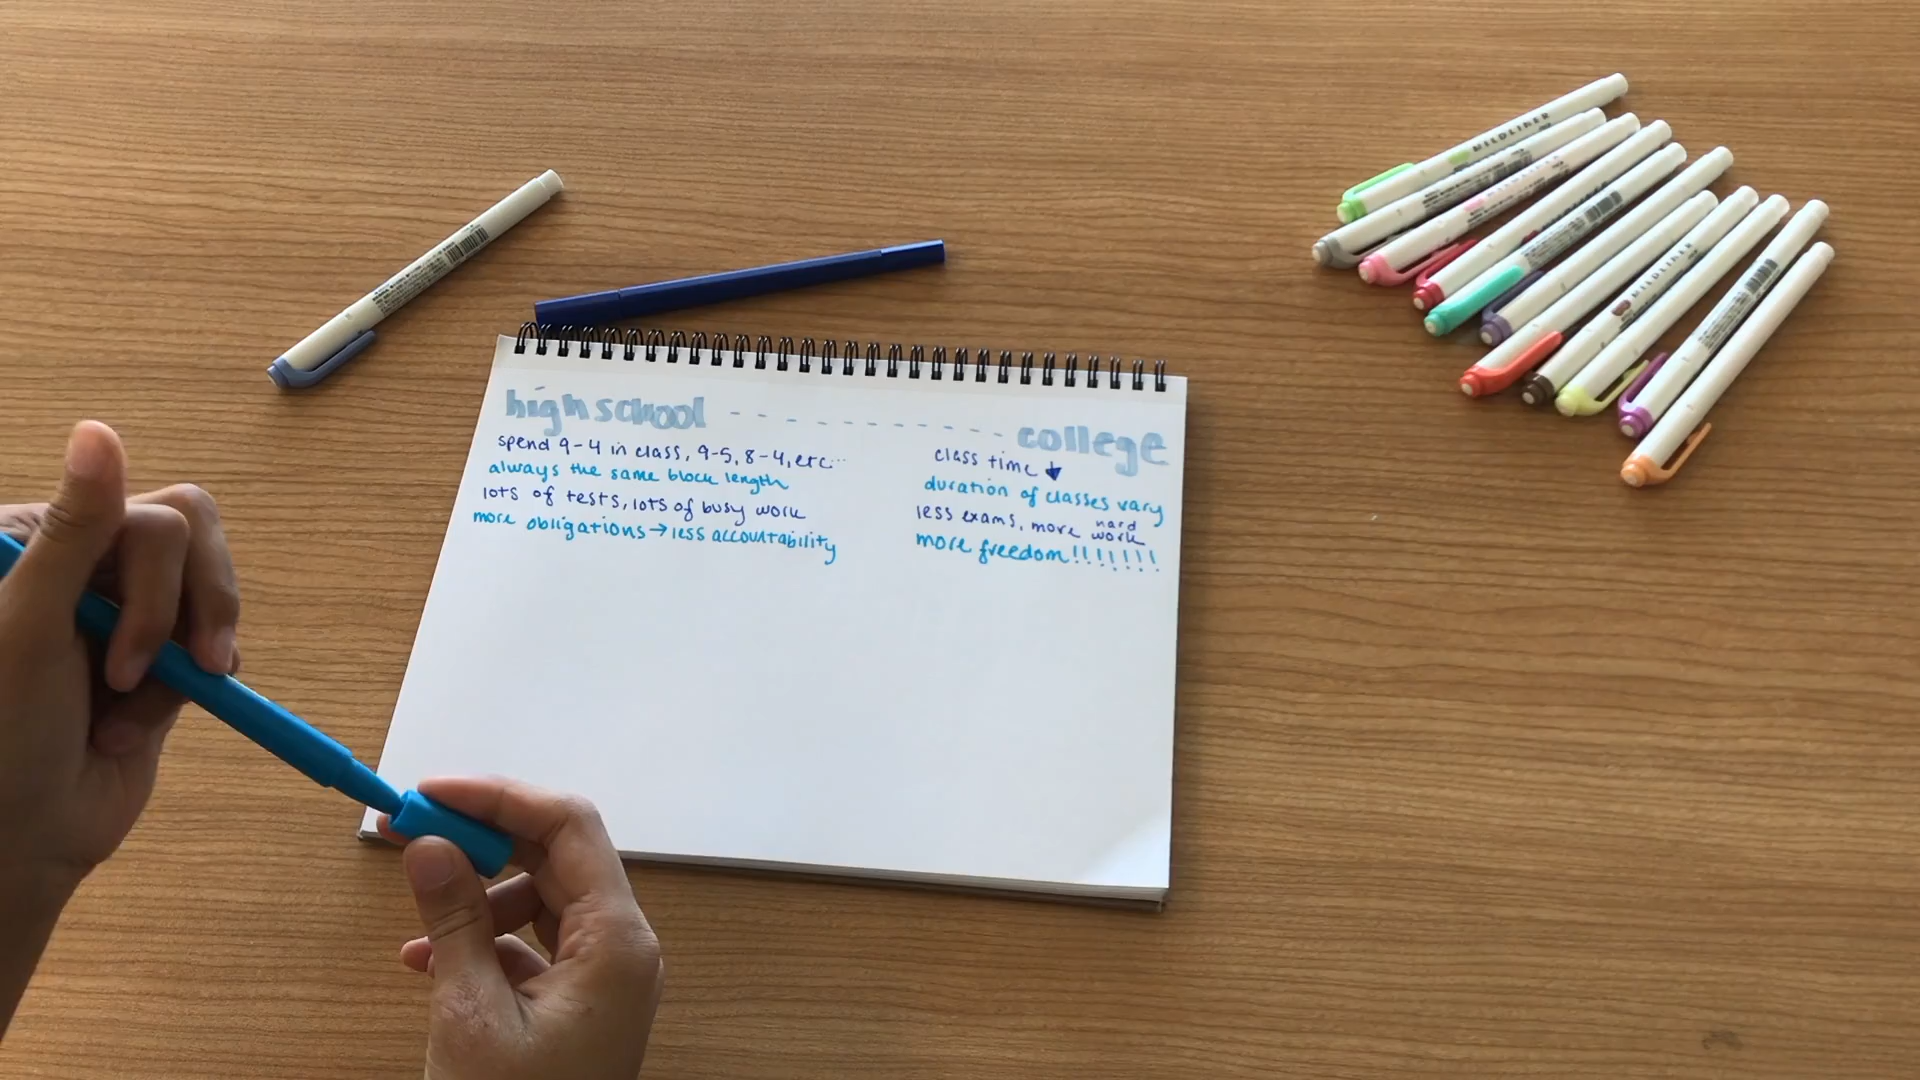 high school - - - - - - - - - - college
spend 9-4 in class, 9-5, 8-4, etc...
always the same block length
lots of tests, lots of busy work
more obligations → less accountability
class time ↓
duration of classes vary
less exams, more hard work
more freedom!!!!!!!
MILDLINER
MILDLINER